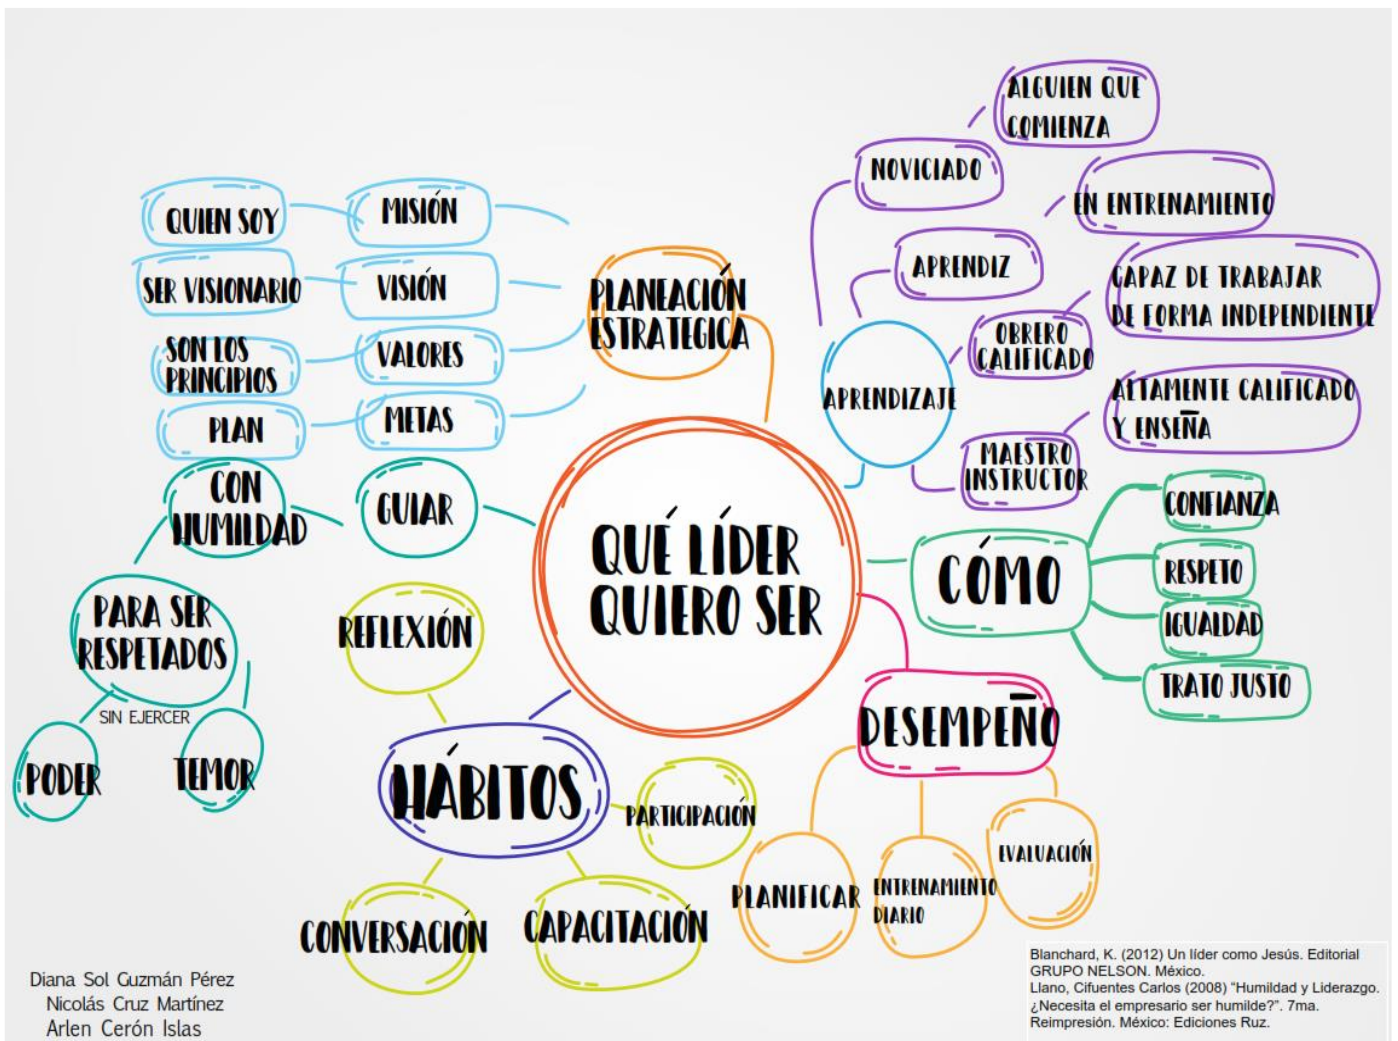 ALGUIEN QUE
COMIENZA
NOVICIADO
EN ENTRENAMIENTO
APRENDIZ
CAPAZ DE TRABAJAR
DE FORMA INDEPENDIENTE
OBRERO
CALIFICADO
APRENDIZAJE
ALTAMENTE CALIFICADO
Y ENSEÑA
MAESTRO
INSTRUCTOR
QUIEN SOY
MISIÓN
SER VISIONARIO
VISIÓN
SON LOS
PRINCIPIOS
VALORES
PLAN
METAS
PLANEACIÓN
ESTRATEGICA
CON
HUMILDAD
GUIAR
PARA SER
RESPETADOS
SIN EJERCER
PODER
TEMOR
QUÉ LÍDER
QUIERO SER
CÓMO
CONFIANZA
RESPETO
IGUALDAD
TRATO JUSTO
REFLEXIÓN
HÁBITOS
PARTICIPACIÓN
CONVERSACIÓN
CAPACITACIÓN
DESEMPEÑO
PLANIFICAR
ENTRENAMIENTO
DIARIO
EVALUACIÓN
Diana Sol Guzmán Pérez
Nicolás Cruz Martínez
Arlen Cerón Islas
Blanchard, K. (2012) Un líder como Jesús. Editorial
GRUPO NELSON. México.
Llano, Cifuentes Carlos (2008) “Humildad y Liderazgo.
¿Necesita el empresario ser humilde?”. 7ma.
Reimpresión. México: Ediciones Ruz.